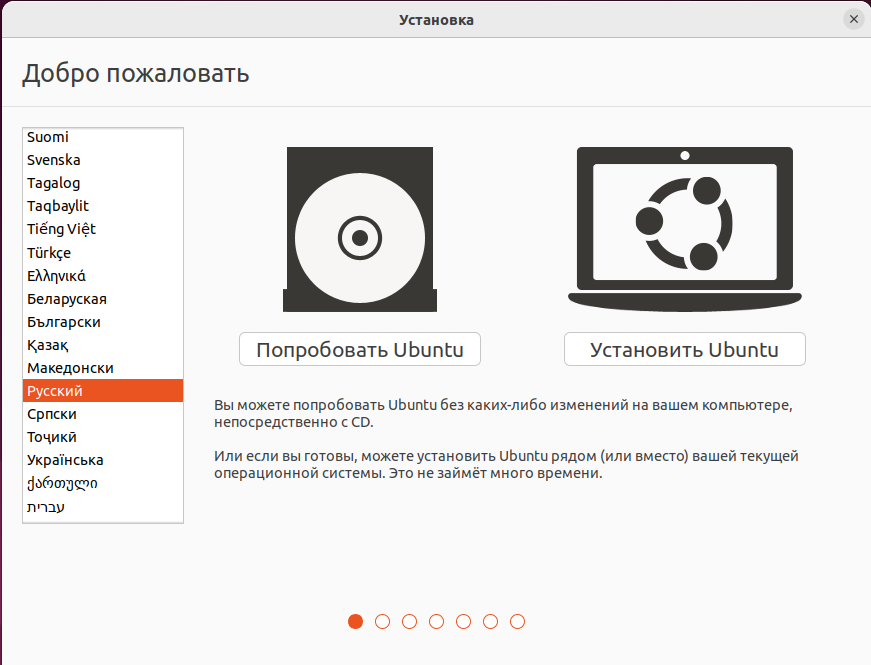 Установка
Добро пожаловать
Suomi
Svenska
Tagalog
Taqbaylit
Tiếng Việt
Türkçe
Ελληνικά
Беларуская
Български
Қазақ
Македонски
Русский
Српски
Тоҷикӣ
Українська
ქართული
עברית
Попробовать Ubuntu
Установить Ubuntu
Вы можете попробовать Ubuntu без каких-либо изменений на вашем компьютере,
непосредственно с CD.
Или если вы готовы, можете установить Ubuntu рядом (или вместо) вашей текущей
операционной системы. Это не займёт много времени.